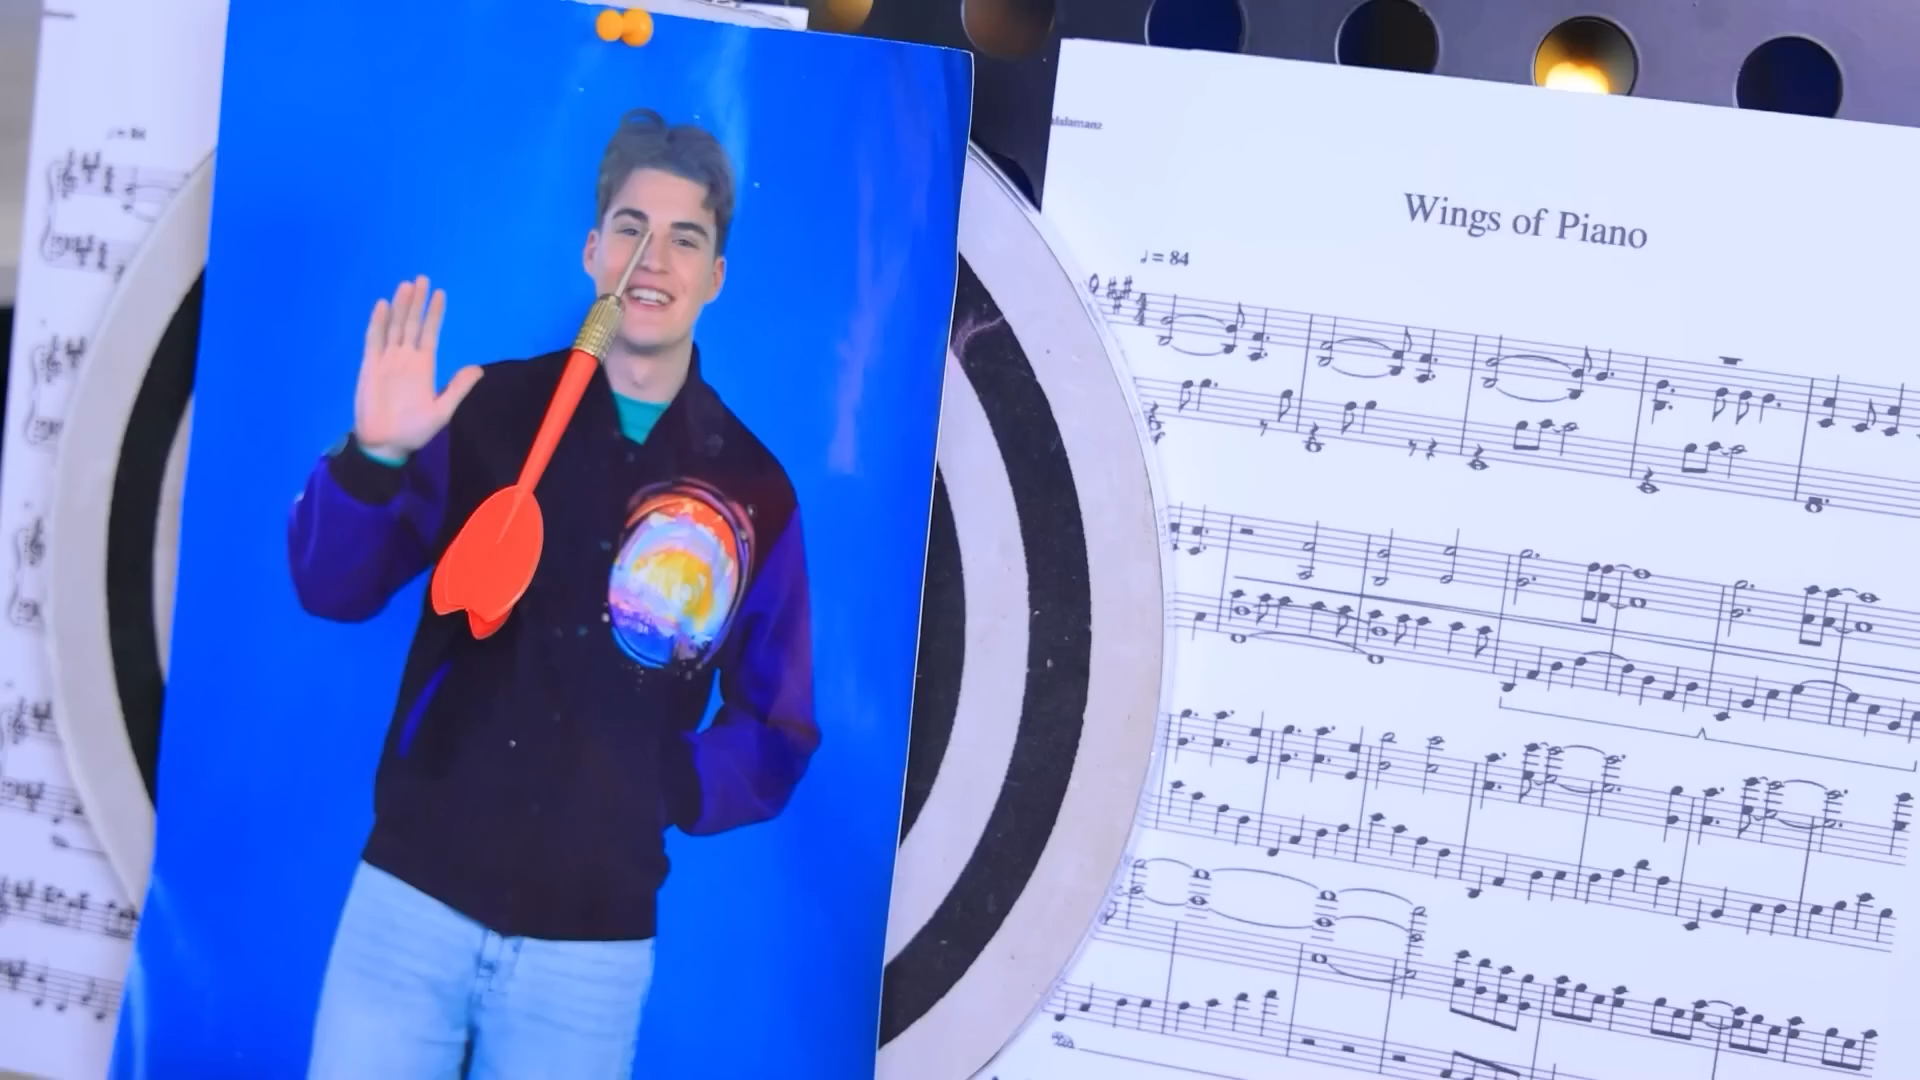 Wings of Piano
♩ = 84